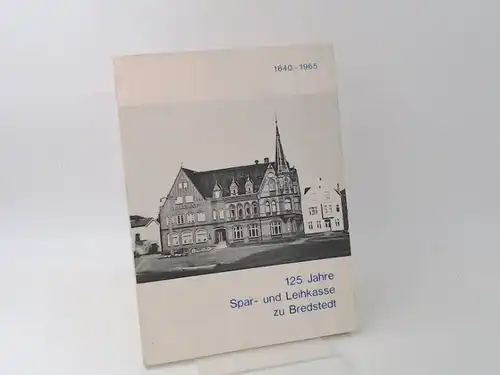 1840 - 1965
125 Jahre
Spar- und Leihkasse
zu Bredstedt